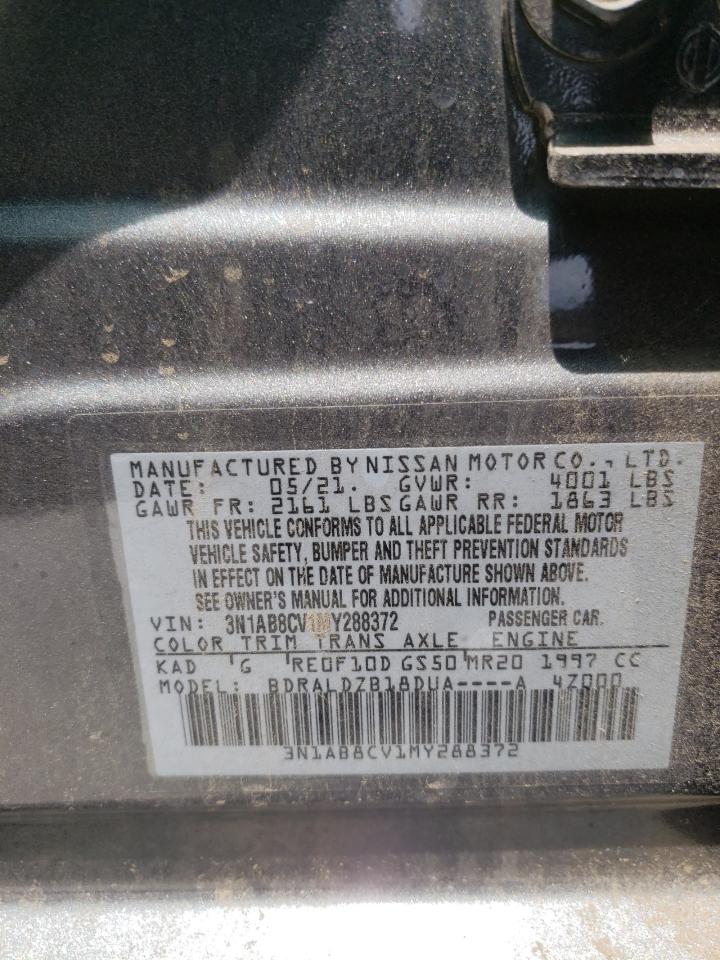 MANUFACTURED BY NISSAN MOTOR CO., LTD.
DATE: 05/21. GVWR: 4001 LBS
GAWR FR: 2161 LBS GAWR RR: 1863 LBS
THIS VEHICLE CONFORMS TO ALL APPLICABLE FEDERAL MOTOR
VEHICLE SAFETY, BUMPER AND THEFT PREVENTION STANDARDS
IN EFFECT ON THE DATE OF MANUFACTURE SHOWN ABOVE.
SEE OWNER'S MANUAL FOR ADDITIONAL INFORMATION.
VIN: 3N1AB8CV1MY288372 PASSENGER CAR.
COLOR TRIM TRANS AXLE ENGINE
KAD G RE0F10D GS50 MR20 1997 CC
MODEL: BDRALDZB18DUA----A 4Z000
3N1AB8CV1MY288372